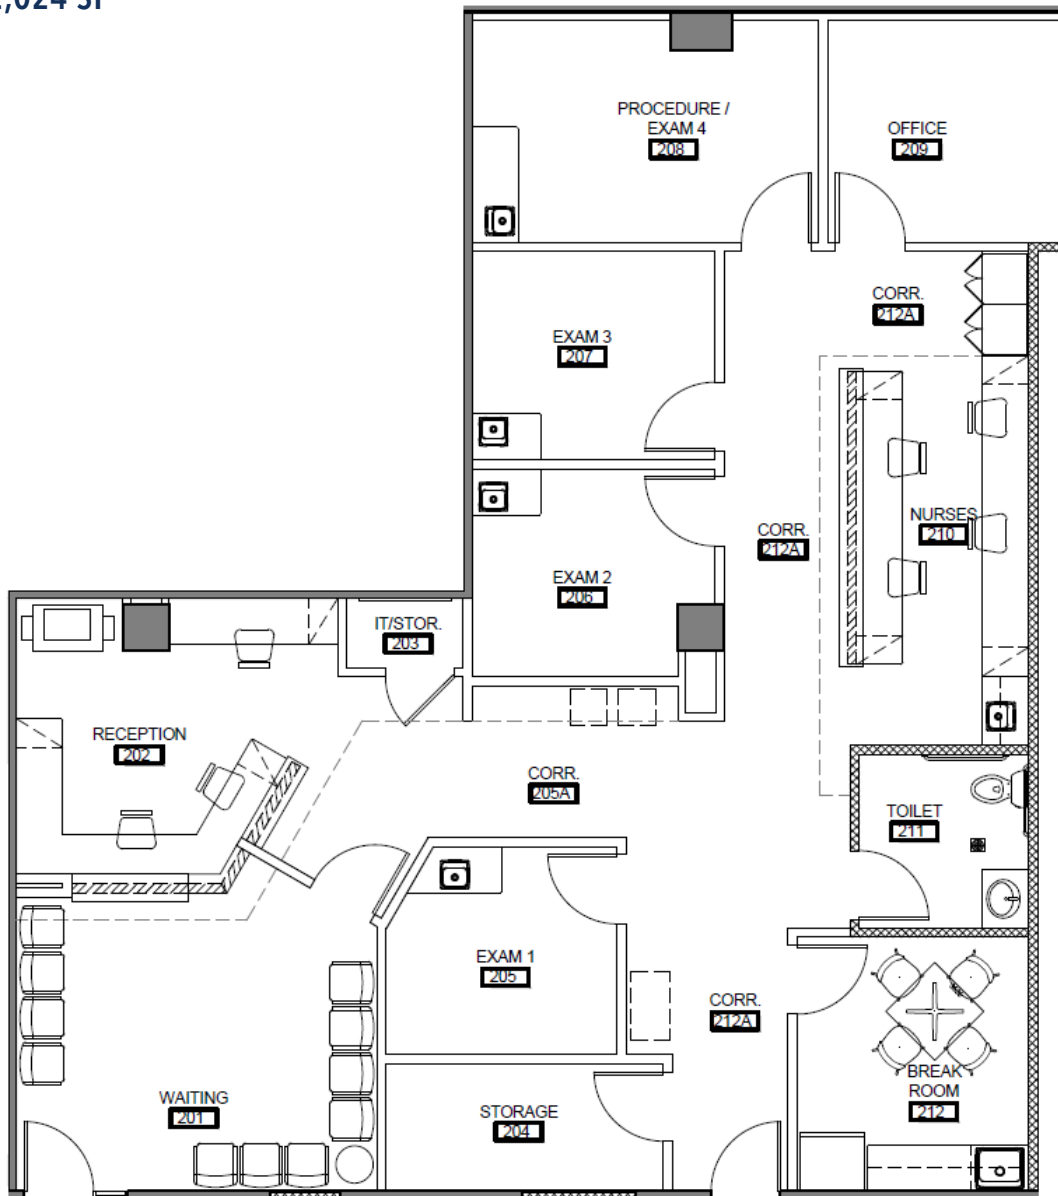 ,024 SF
PROCEDURE /
EXAM 4
208
OFFICE
209
CORR.
212A
EXAM 3
207
NURSES
210
CORR.
212A
EXAM 2
206
IT/STOR.
203
RECEPTION
202
CORR.
205A
TOILET
211
EXAM 1
205
CORR.
212A
BREAK
ROOM
212
WAITING
201
STORAGE
204